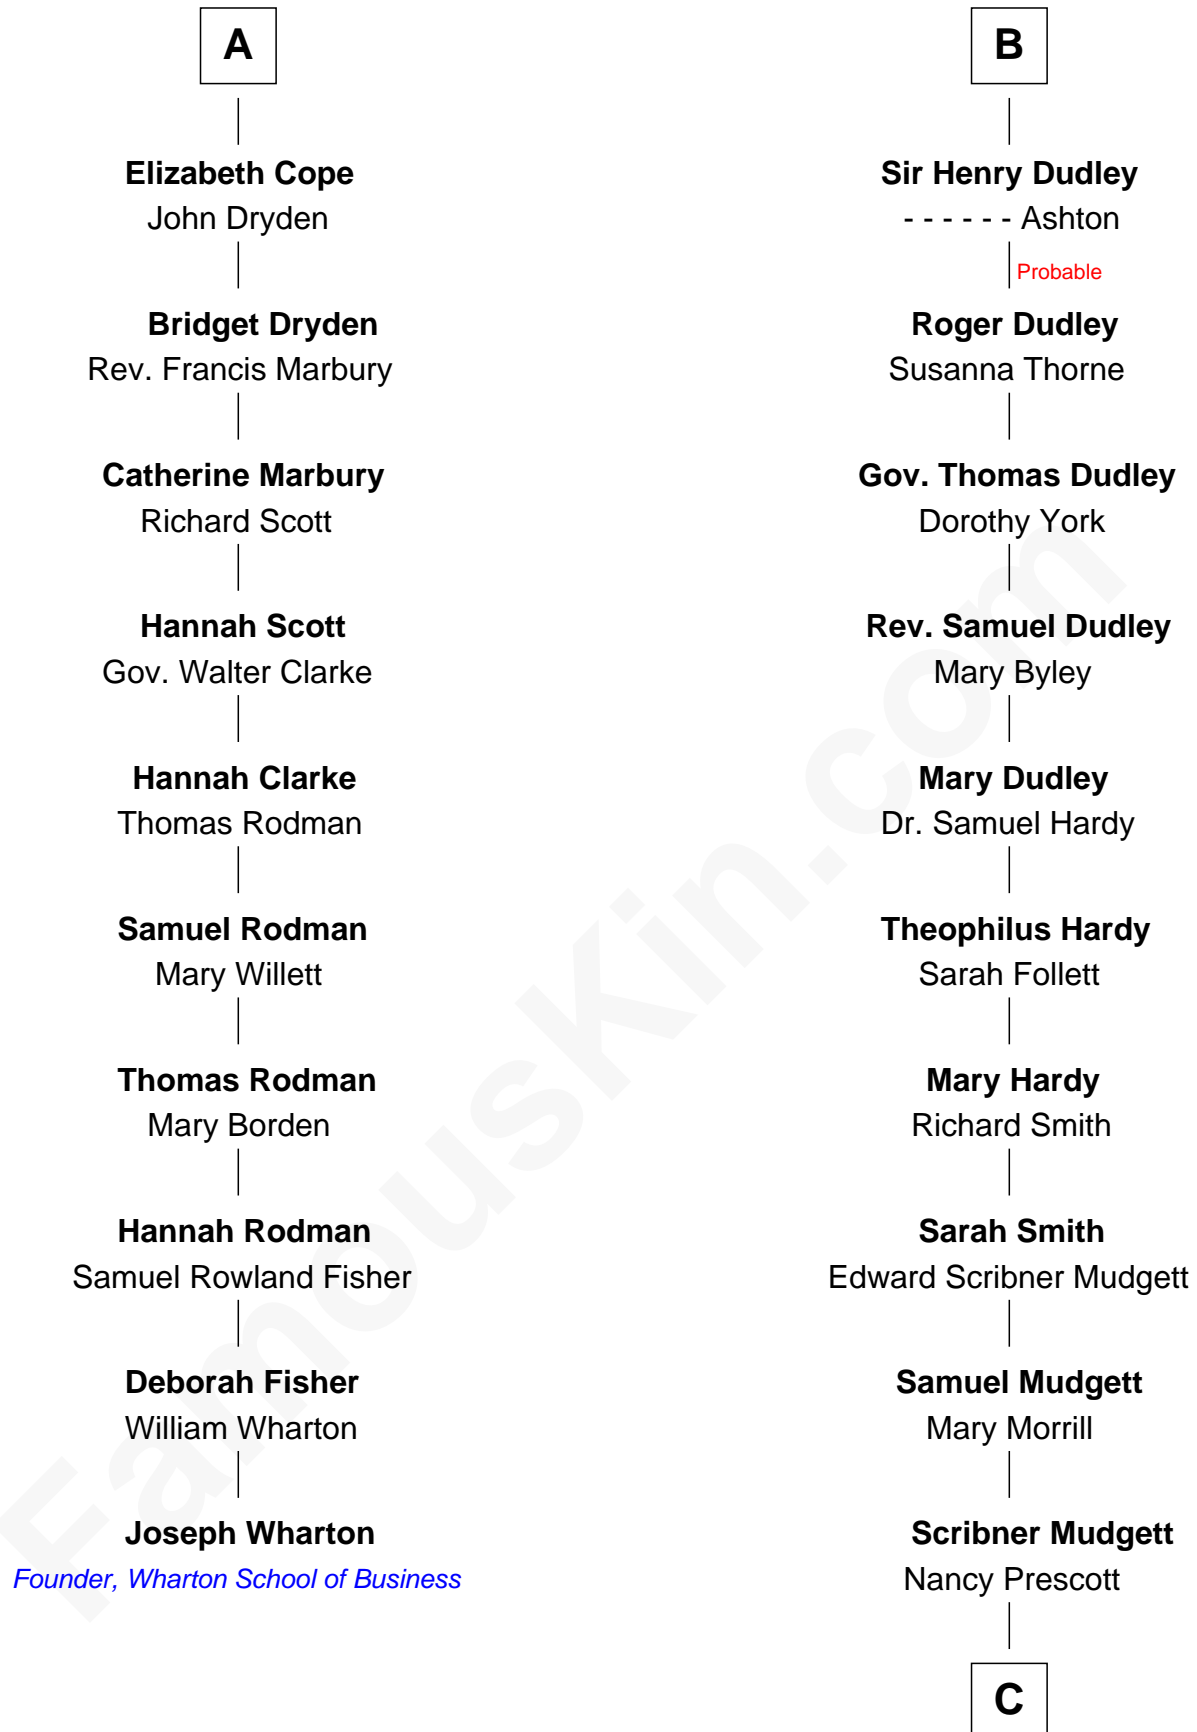 A
Elizabeth Cope
John Dryden
Bridget Dryden
Rev. Francis Marbury
Catherine Marbury
Richard Scott
Hannah Scott
Gov. Walter Clarke
Hannah Clarke
Thomas Rodman
Samuel Rodman
Mary Willett
Thomas Rodman
Mary Borden
Hannah Rodman
Samuel Rowland Fisher
Deborah Fisher
William Wharton
Joseph Wharton
Founder, Wharton School of Business
B
Sir Henry Dudley
- - - - - - Ashton
Probable
Roger Dudley
Susanna Thorne
Gov. Thomas Dudley
Dorothy York
Rev. Samuel Dudley
Mary Byley
Mary Dudley
Dr. Samuel Hardy
Theophilus Hardy
Sarah Follett
Mary Hardy
Richard Smith
Sarah Smith
Edward Scribner Mudgett
Samuel Mudgett
Mary Morrill
Scribner Mudgett
Nancy Prescott
C
FamousKin.com